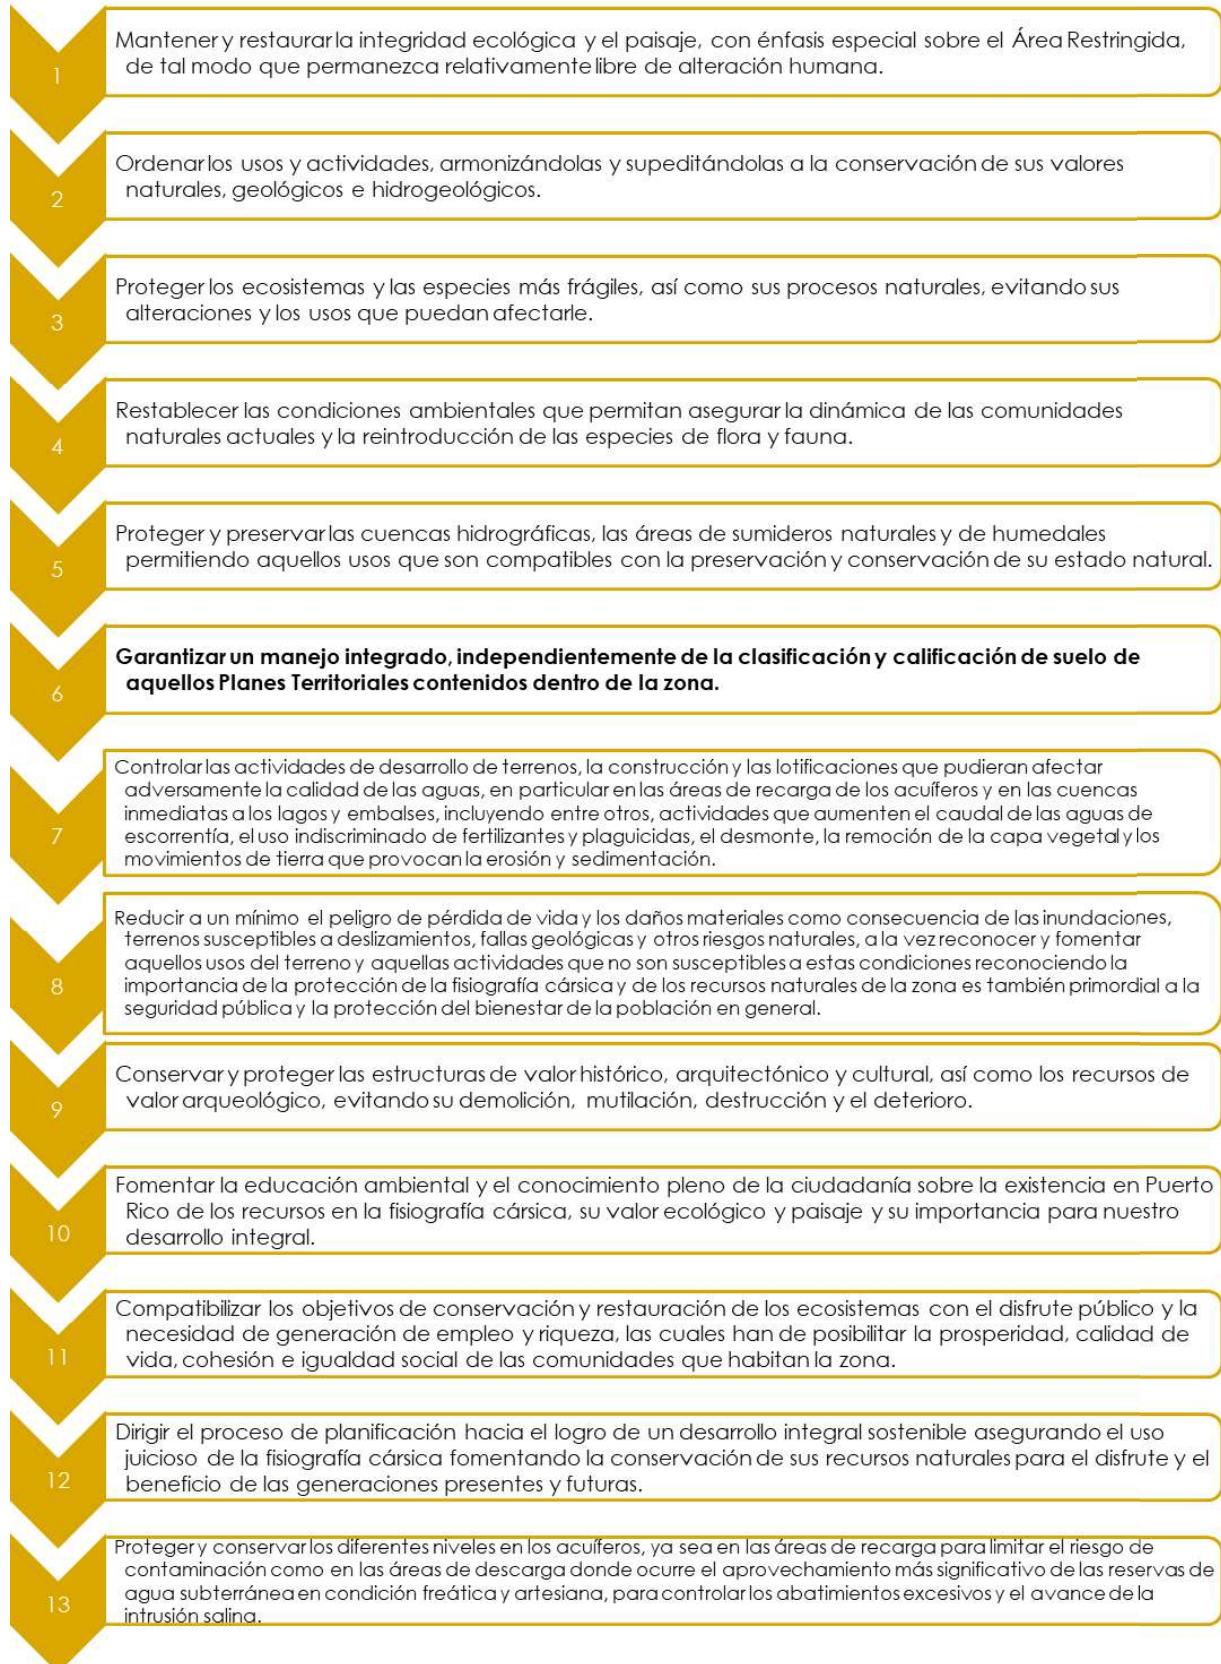 1
Mantener y restaurar la integridad ecológica y el paisaje, con énfasis especial sobre el Área Restringida,
de tal modo que permanezca relativamente libre de alteración humana.
2
Ordenar los usos y actividades, armonizándolas y supeditándolas a la conservación de sus valores
naturales, geológicos e hidrogeológicos.
3
Proteger los ecosistemas y las especies más frágiles, así como sus procesos naturales, evitando sus
alteraciones y los usos que puedan afectarle.
4
Restablecer las condiciones ambientales que permitan asegurar la dinámica de las comunidades
naturales actuales y la reintroducción de las especies de flora y fauna.
5
Proteger y preservar las cuencas hidrográficas, las áreas de sumideros naturales y de humedales
permitiendo aquellos usos que son compatibles con la preservación y conservación de su estado natural.
6
Garantizar un manejo integrado, independientemente de la clasificación y calificación de suelo de
aquellos Planes Territoriales contenidos dentro de la zona.
7
Controlar las actividades de desarrollo de terrenos, la construcción y las lotificaciones que pudieran afectar
adversamente la calidad de las aguas, en particular en las áreas de recarga de los acuíferos y en las cuencas
inmediatas a los lagos y embalses, incluyendo entre otros, actividades que aumenten el caudal de las aguas de
escorrentía, el uso indiscriminado de fertilizantes y plaguicidas, el desmonte, la remoción de la capa vegetal y los
movimientos de tierra que provocan la erosión y sedimentación.
8
Reducir a un mínimo el peligro de pérdida de vida y los daños materiales como consecuencia de las inundaciones,
terrenos susceptibles a deslizamientos, fallas geológicas y otros riesgos naturales, a la vez reconocer y fomentar
aquellos usos del terreno y aquellas actividades que no son susceptibles a estas condiciones reconociendo la
importancia de la protección de la fisiografía cársica y de los recursos naturales de la zona es también primordial a la
seguridad pública y la protección del bienestar de la población en general.
9
Conservar y proteger las estructuras de valor histórico, arquitectónico y cultural, así como los recursos de
valor arqueológico, evitando su demolición, mutilación, destrucción y el deterioro.
10
Fomentar la educación ambiental y el conocimiento pleno de la ciudadanía sobre la existencia en Puerto
Rico de los recursos en la fisiografía cársica, su valor ecológico y paisaje y su importancia para nuestro
desarrollo integral.
11
Compatibilizar los objetivos de conservación y restauración de los ecosistemas con el disfrute público y la
necesidad de generación de empleo y riqueza, las cuales han de posibilitar la prosperidad, calidad de
vida, cohesión e igualdad social de las comunidades que habitan la zona.
12
Dirigir el proceso de planificación hacia el logro de un desarrollo integral sostenible asegurando el uso
juicioso de la fisiografía cársica fomentando la conservación de sus recursos naturales para el disfrute y el
beneficio de las generaciones presentes y futuras.
13
Proteger y conservar los diferentes niveles en los acuíferos, ya sea en las áreas de recarga para limitar el riesgo de
contaminación como en las áreas de descarga donde ocurre el aprovechamiento más significativo de las reservas de
agua subterránea en condición freática y artesiana, para controlar los abatimientos excesivos y el avance de la
intrusión salina.